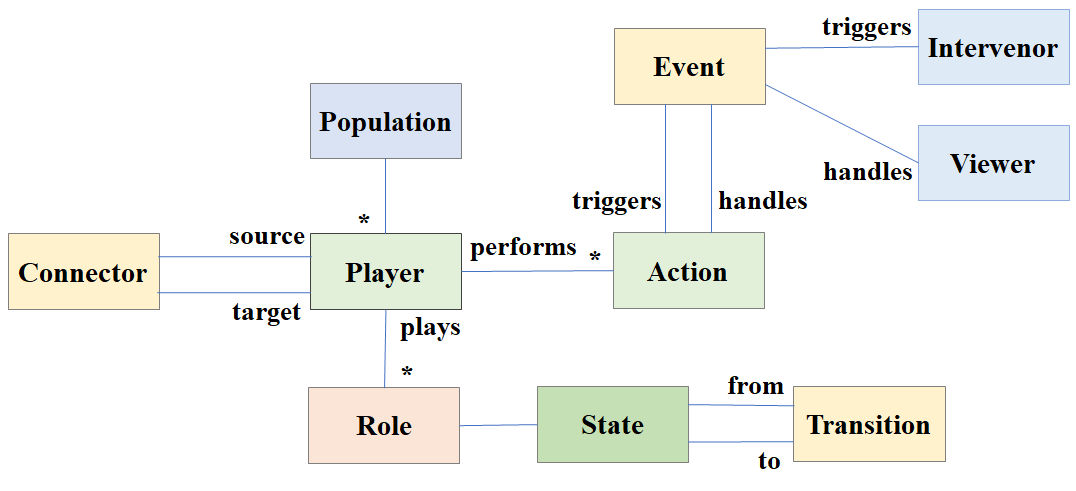 triggers
Intervenor
Event
Population
Viewer
handles
triggers
handles
*
source
performs
*
Connector
Player
Action
target
plays
*
from
Role
State
Transition
to